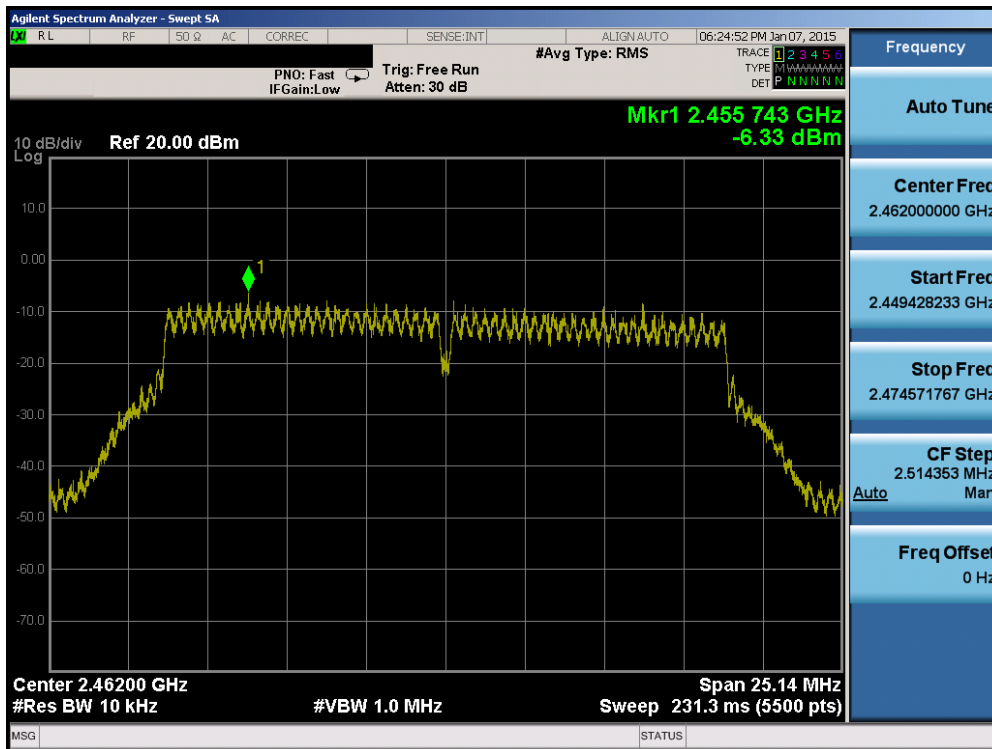 Agilent Spectrum Analyzer - Swept SA
LXI RL RF 50 Ω AC CORREC SENSE:INT ALIGNAUTO 06:24:52 PM Jan 07, 2015
#Avg Type: RMS TRACE 1 2 3 4 5 6
PNO: Fast Trig: Free Run TYPE M WWWWW
IFGain:Low Atten: 30 dB DET P N N N N N
Mkr1 2.455 743 GHz
-6.33 dBm
10 dB/div Ref 20.00 dBm
Log
10.0
0.00
1
-10.0
-20.0
-30.0
-40.0
-50.0
-60.0
-70.0
Center 2.46200 GHz Span 25.14 MHz
#Res BW 10 kHz #VBW 1.0 MHz Sweep 231.3 ms (5500 pts)
MSG STATUS
Frequency
Auto Tune
Center Freq
2.462000000 GHz
Start Freq
2.449428233 GHz
Stop Freq
2.474571767 GHz
CF Step
2.514353 MHz
Auto Man
Freq Offset
0 Hz